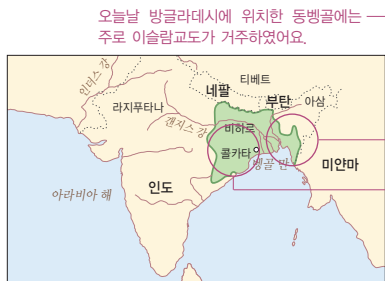 오늘날 방글라데시에 위치한 동벵골에는
주로 이슬람교도가 거주하였어요.
인더스 강
티베트
네팔
부탄
아삼
라지푸타나
갠지스 강
비하르
콜카타
벵골 만
미얀마
인도
아라비아 해